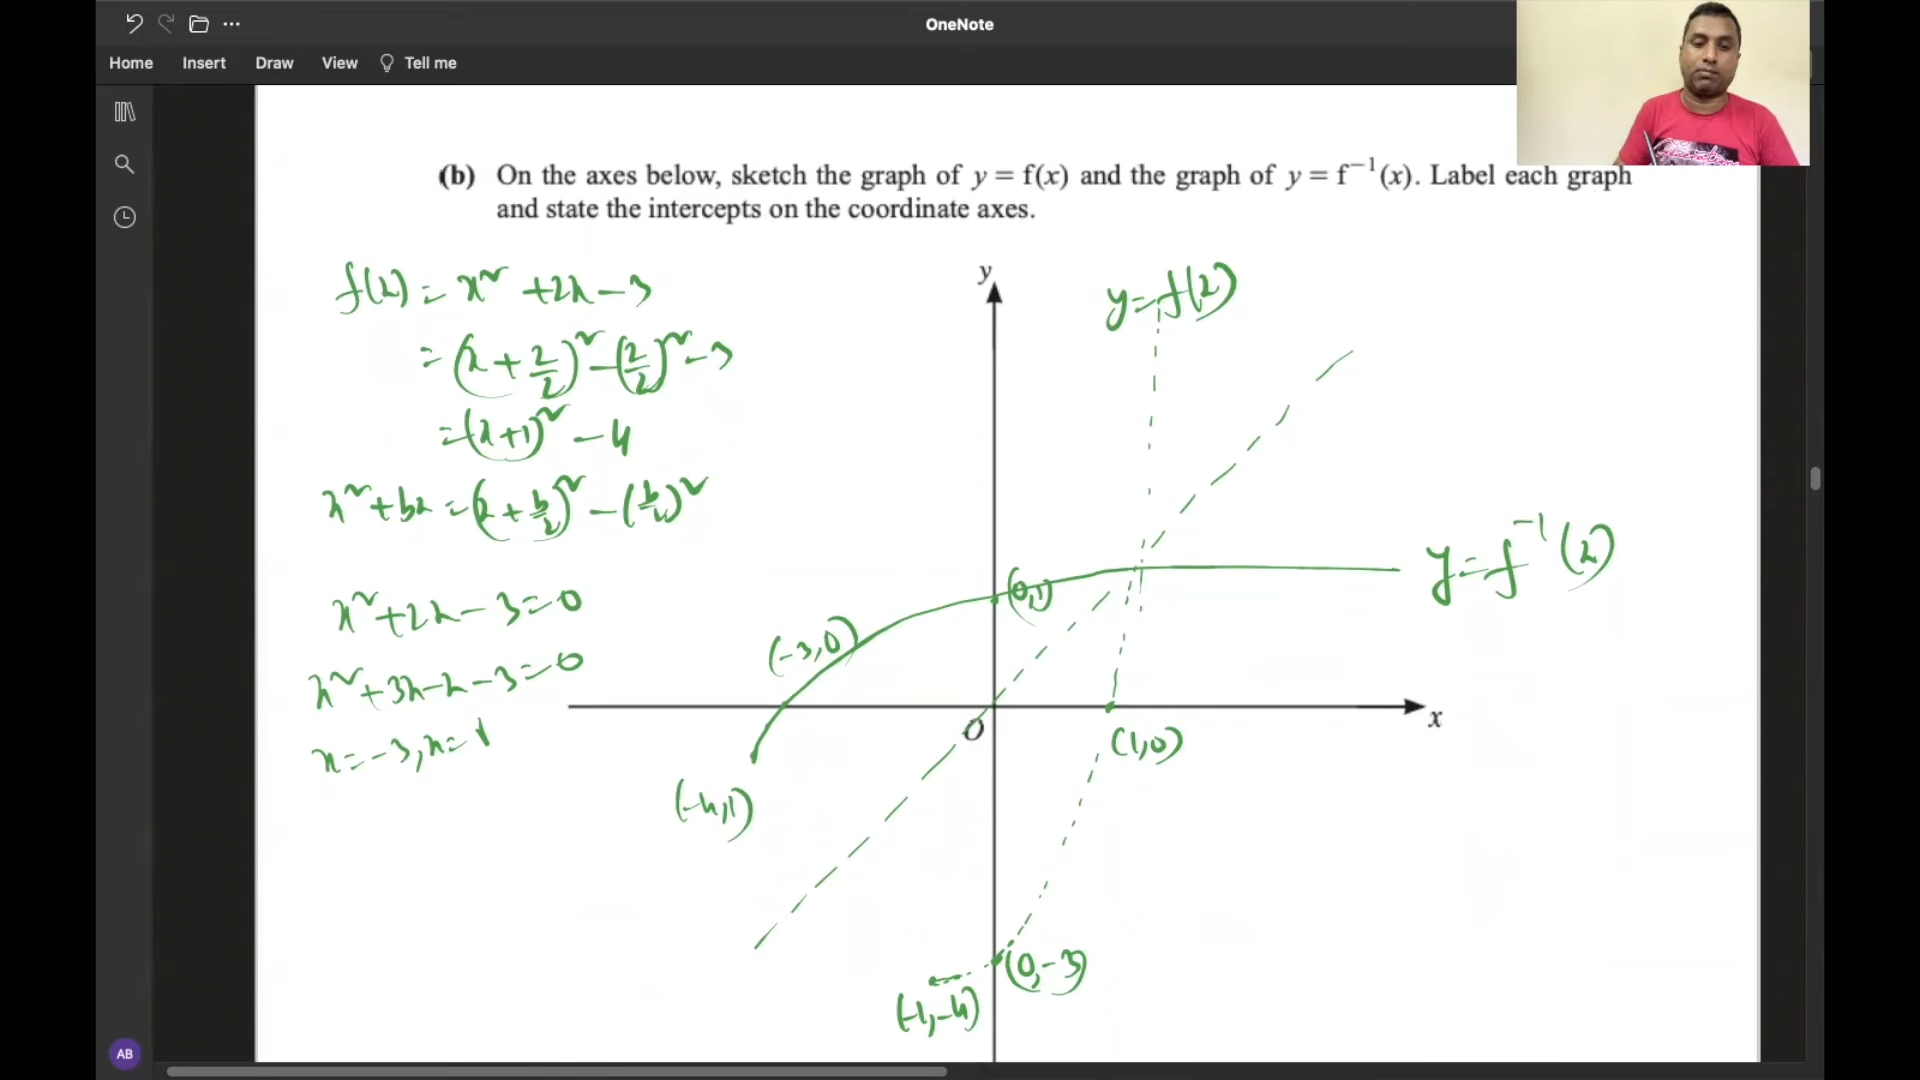 OneNote
Home Insert Draw View Tell me
(b) On the axes below, sketch the graph of y = f(x) and the graph of y = f⁻¹(x). Label each graph
and state the intercepts on the coordinate axes.
f(x) = x² + 2x − 3
= (x + 2/2)² − (2/2)² − 3
= (x+1)² − 4
x² + bx = (x + b/2)² − (b/2)²
x² + 2x − 3 = 0
x² + 3x − x − 3 = 0
x = −3, x = 1
y
y = f(x)
y = f⁻¹(x)
(0,1)
(−3,0)
O
x
(1,0)
(−4,1)
(0,−3)
(−1,−4)
AB